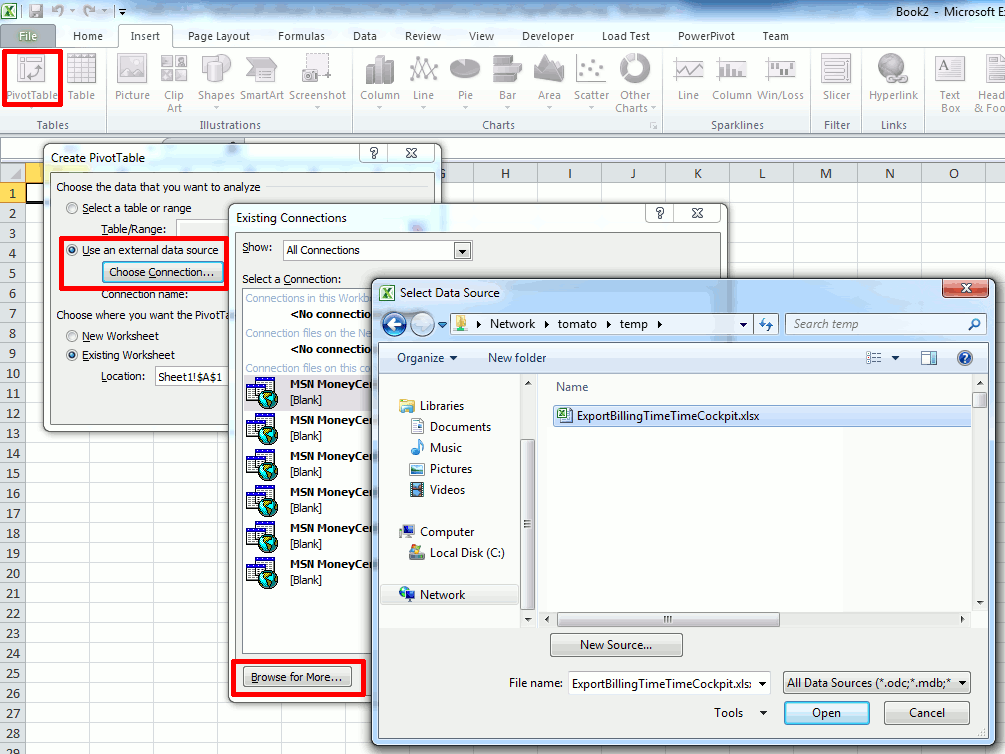 Book2 - Microsoft Ex
File Home Insert Page Layout Formulas Data Review View Developer Load Test PowerPivot Team
PivotTable Table Picture Clip Art Shapes SmartArt Screenshot Column Line Pie Bar Area Scatter Other Charts Line Column Win/Loss Slicer Hyperlink Text Box Head & Foo
Tables Illustrations Charts Sparklines Filter Links
G H I J K L M N O
1
2
3
4
5
6
7
8
9
10
11
12
13
14
15
16
17
18
19
20
21
22
23
24
25
26
27
28
29
Create PivotTable
Choose the data that you want to analyze
Select a table or range
Table/Range:
Use an external data source
Choose Connection...
Connection name:
Choose where you want the PivotTa
New Worksheet
Existing Worksheet
Location: Sheet1!$A$1
Existing Connections
Show: All Connections
Select a Connection:
Connections in this Workb
<No connectio
Connection files on the Ne
<No connectio
Connection files on this co
MSN MoneyCen
[Blank]
MSN MoneyCen
[Blank]
MSN MoneyCen
[Blank]
MSN MoneyCen
[Blank]
MSN MoneyCen
[Blank]
MSN MoneyCen
[Blank]
Browse for More...
Select Data Source
Network tomato temp Search temp
Organize New folder
Name
Libraries
Documents
Music
Pictures
Videos
Computer
Local Disk (C:)
Network
ExportBillingTimeTimeCockpit.xlsx
New Source...
File name: ExportBillingTimeTimeCockpit.xls All Data Sources (*.odc;*.mdb;*
Tools Open Cancel